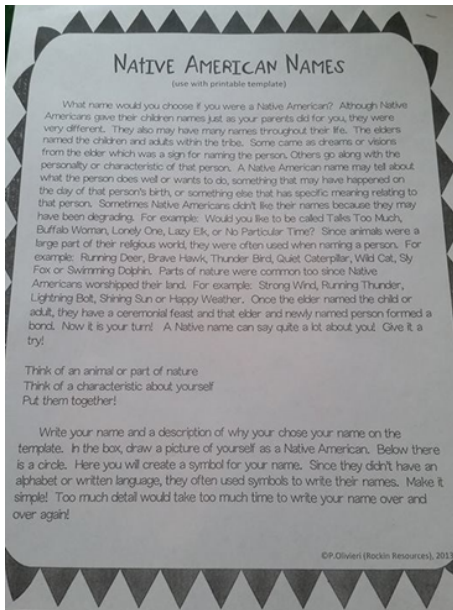 NATIVE AMERICAN NAMES
(use with printable template)
What name would you choose if you were a Native American? Although Native
Americans gave their children names just as your parents did for you, they were
very different. They also may have many names throughout their life. The elders
named the children and adults within the tribe. Some came as dreams or visions
from the elder which was a sign for naming the person. Others go along with the
personality or characteristic of that person. A Native American name may tell about
what the person does well or wants to do, something that may have happened on
the day of that person's birth, or something else that has specific meaning relating to
that person. Sometimes Native Americans didn't like their names because they may
have been degrading. For example: Would you like to be called Talks Too Much,
Buffalo Woman, Lonely One, Lazy Elk, or No Particular Time? Since animals were a
large part of their religious world, they were often used when naming a person. For
example: Running Deer, Brave Hawk, Thunder Bird, Quiet Caterpillar, Wild Cat, Sly
Fox or Swimming Dolphin. Parts of nature were common too since Native
Americans worshipped their land. For example: Strong Wind, Running Thunder,
Lightning Bolt, Shining Sun or Happy Weather. Once the elder named the child or
adult, they have a ceremonial feast and that elder and newly named person formed a
bond. Now it is your turn! A Native name can say quite a lot about you! Give it a
try!
Think of an animal or part of nature
Think of a characteristic about yourself
Put them together!
Write your name and a description of why your chose your name on the
template. In the box, draw a picture of yourself as a Native American. Below there
is a circle. Here you will create a symbol for your name. Since they didn't have an
alphabet or written language, they often used symbols to write their names. Make it
simple! Too much detail would take too much time to write your name over and
over again!
©P.Olivieri (Rockin Resources), 2013